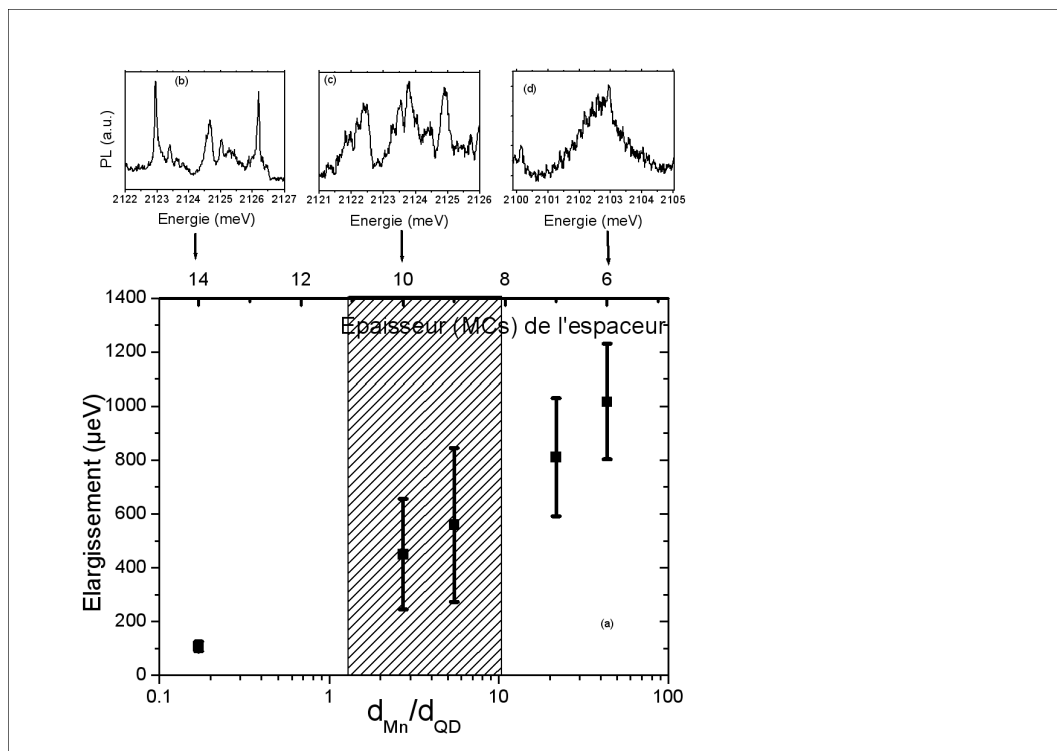 (b)
(c)
(d)
PL (a.u.)
2122 2123 2124 2125 2126 2127
2121 2122 2123 2124 2125 2126
2100 2101 2102 2103 2104 2105
Energie (meV)
Energie (meV)
Energie (meV)
14 12 10 8 6
Epaisseur (MCs) de l'espaceur
1400
1200
1000
800
600
400
200
0
Elargissement (µeV)
(a)
0.1 1 10 100
dMn/dQD